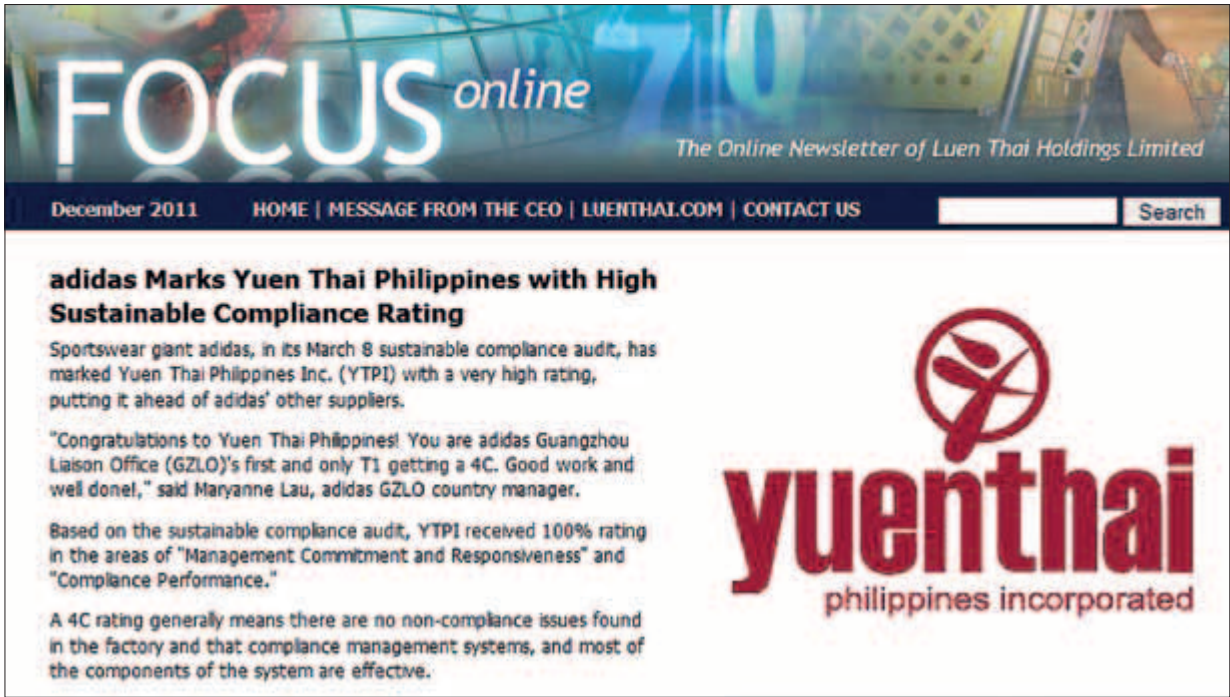 FOCUS online
The Online Newsletter of Luen Thai Holdings Limited
December 2011 HOME | MESSAGE FROM THE CEO | LUENTHAI.COM | CONTACT US Search
adidas Marks Yuen Thai Philippines with High
Sustainable Compliance Rating
Sportswear giant adidas, in its March 8 sustainable compliance audit, has
marked Yuen Thai Philippines Inc. (YTPI) with a very high rating,
putting it ahead of adidas' other suppliers.
"Congratulations to Yuen Thai Philippines! You are adidas Guangzhou
Liaison Office (GZLO)'s first and only T1 getting a 4C. Good work and
well done!," said Maryanne Lau, adidas GZLO country manager.
Based on the sustainable compliance audit, YTPI received 100% rating
in the areas of "Management Commitment and Responsiveness" and
"Compliance Performance."
A 4C rating generally means there are no non-compliance issues found
in the factory and that compliance management systems, and most of
the components of the system are effective.
yuenthai
philippines incorporated